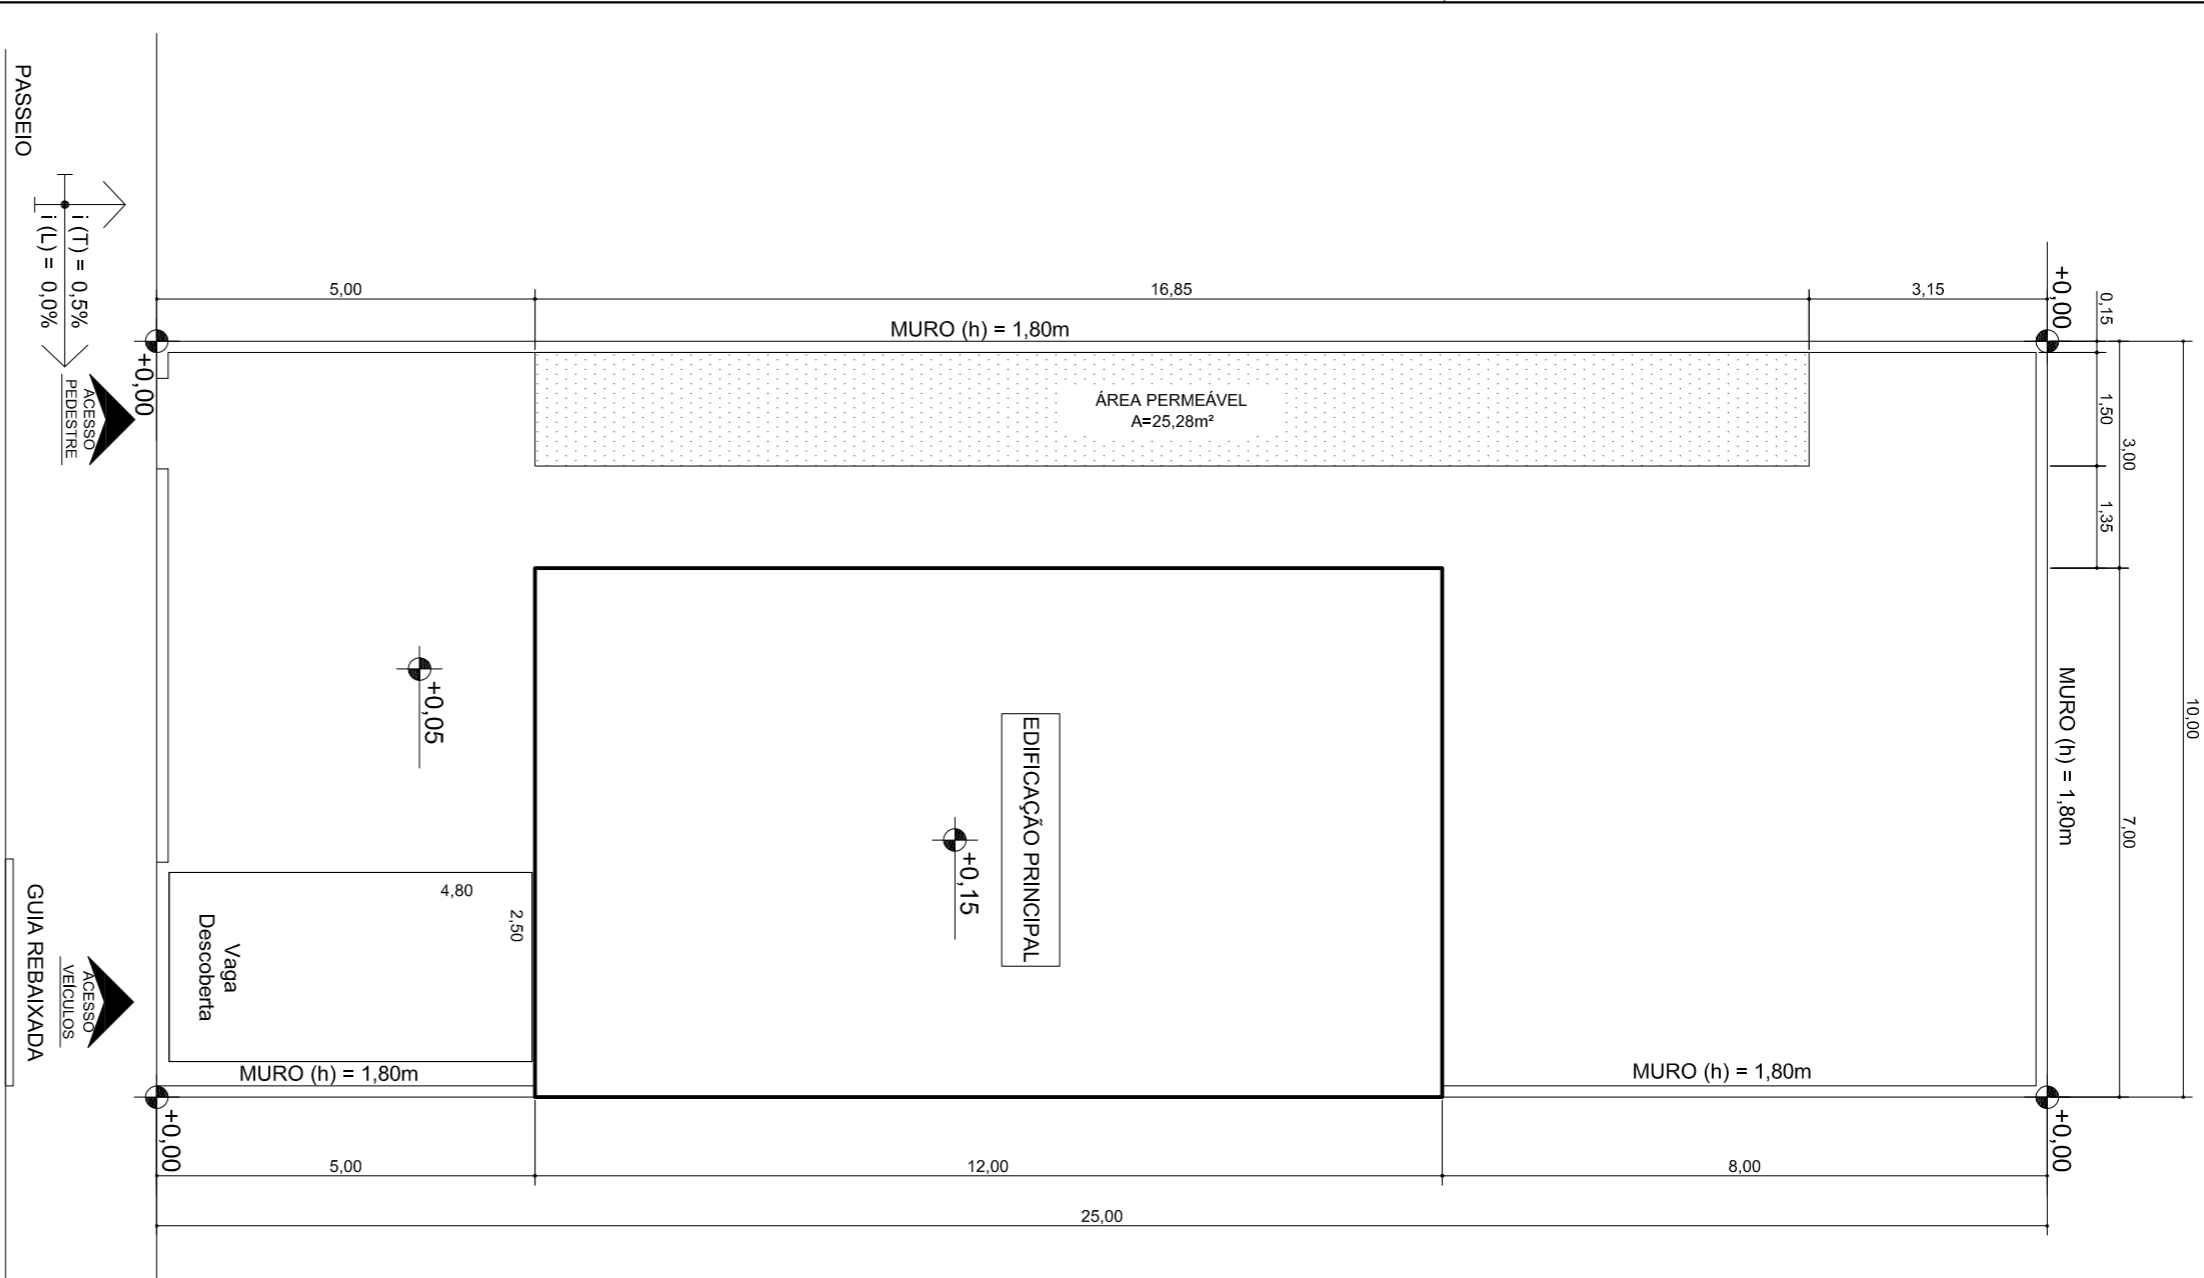 PASSEIO
i (T) = 0,5%
i (L) = 0,0%
5,00
16,85
3,15
+0,00
0,15
MURO (h) = 1,80m
+0,00
ACESSO
PEDESTRE
ÁREA PERMEÁVEL
A=25,28m²
1,50
3,00
1,35
10,00
MURO (h) = 1,80m
7,00
+0,05
EDIFICAÇÃO PRINCIPAL
+0,15
4,80
2,50
Vaga
Descoberta
GUIA REBAIXADA
ACESSO
VEÍCULOS
MURO (h) = 1,80m
MURO (h) = 1,80m
+0,00
+0,00
5,00
12,00
8,00
25,00